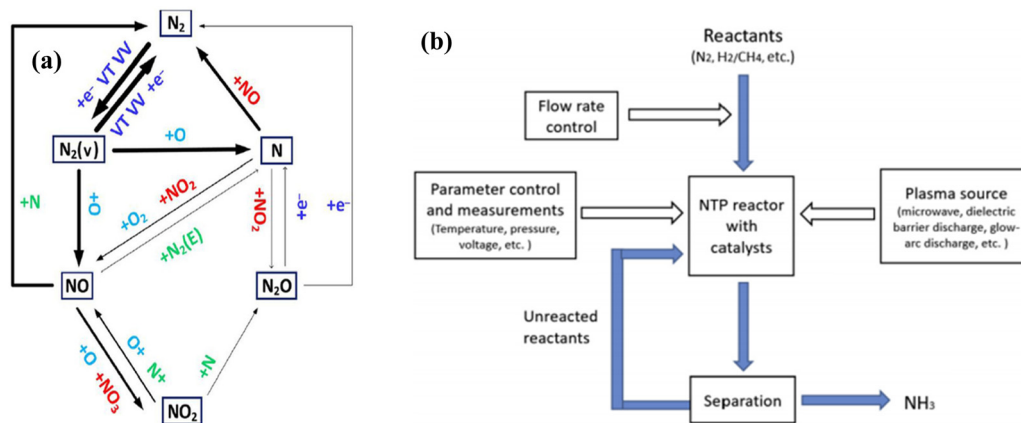 (a)
N₂
+e⁻ VT VV
VT VV +e⁻
+NO
N₂(v)
+O
N
+N
+O
+O₂ +NO₂
+N₂(E)
+NO₂
+e⁻
+e⁻
NO
N₂O
+O
+NO₃
O+
N+
+N
NO₂
(b)
Reactants
(N₂, H₂/CH₄, etc.)
Flow rate
control
Parameter control
and measurements
(Temperature, pressure,
voltage, etc. )
NTP reactor
with
catalysts
Plasma source
(microwave, dielectric
barrier discharge, glow-
arc discharge, etc. )
Unreacted
reactants
Separation
NH₃